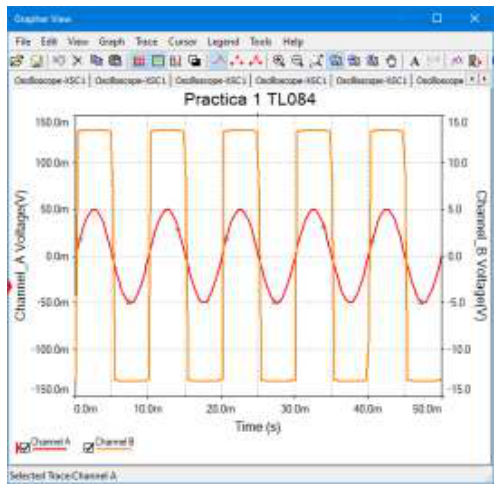 Grapher View
File Edit View Graph Trace Cursor Legend Tools Help
Oscilloscope-XSC1 Oscilloscope-XSC1 Oscilloscope-XSC1 Oscilloscope-XSC1 Oscilloscope-XSC1 Oscilloscope
Practica 1 TL084
Channel_A Voltage(V)
150.0m
100.0m
50.0m
0.0m
-50.0m
-100.0m
-150.0m
15.0
10.0
5.0
0.0
-5.0
-10.0
-15.0
Channel_B Voltage(V)
0.0m 10.0m 20.0m 30.0m 40.0m 50.0m
Time (s)
Channel A Channel B
Selected Trace:Channel A